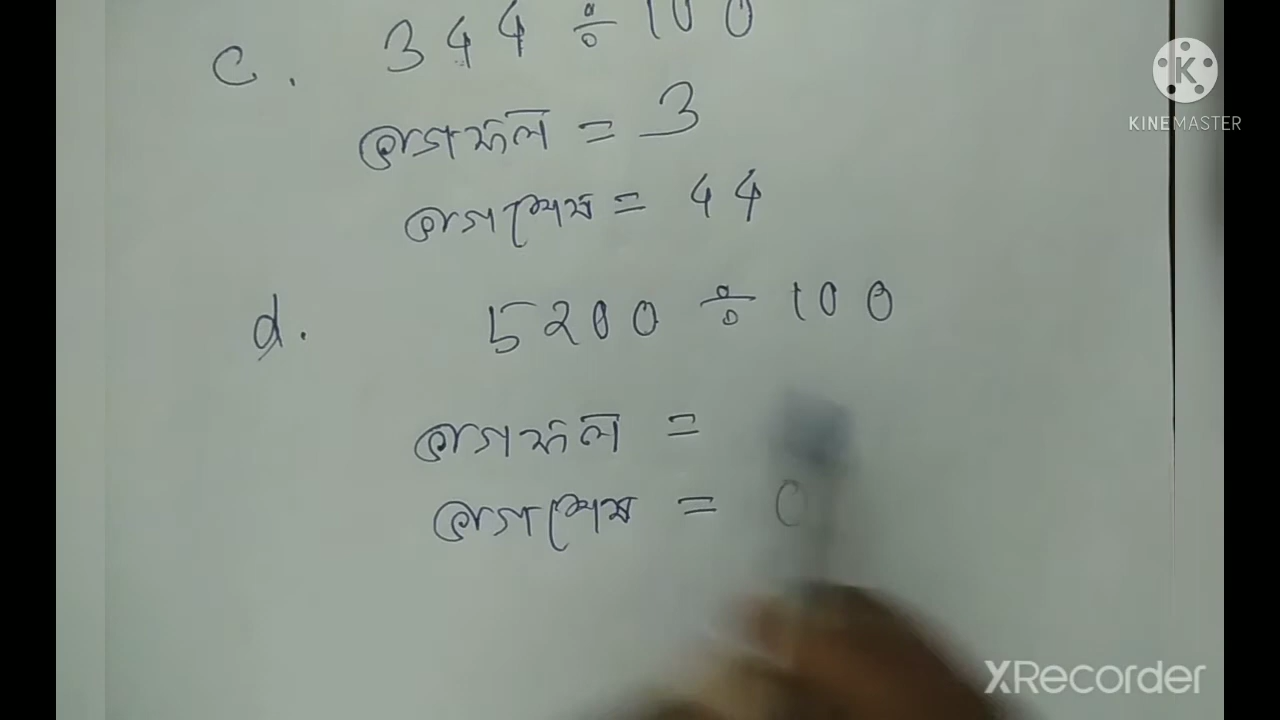 c. 344 ÷ 100
ভাগফল = 3
ভাগশেষ = 44
d. 5200 ÷ 100
ভাগফল =
ভাগশেষ = 0
KINEMASTER
XRecorder